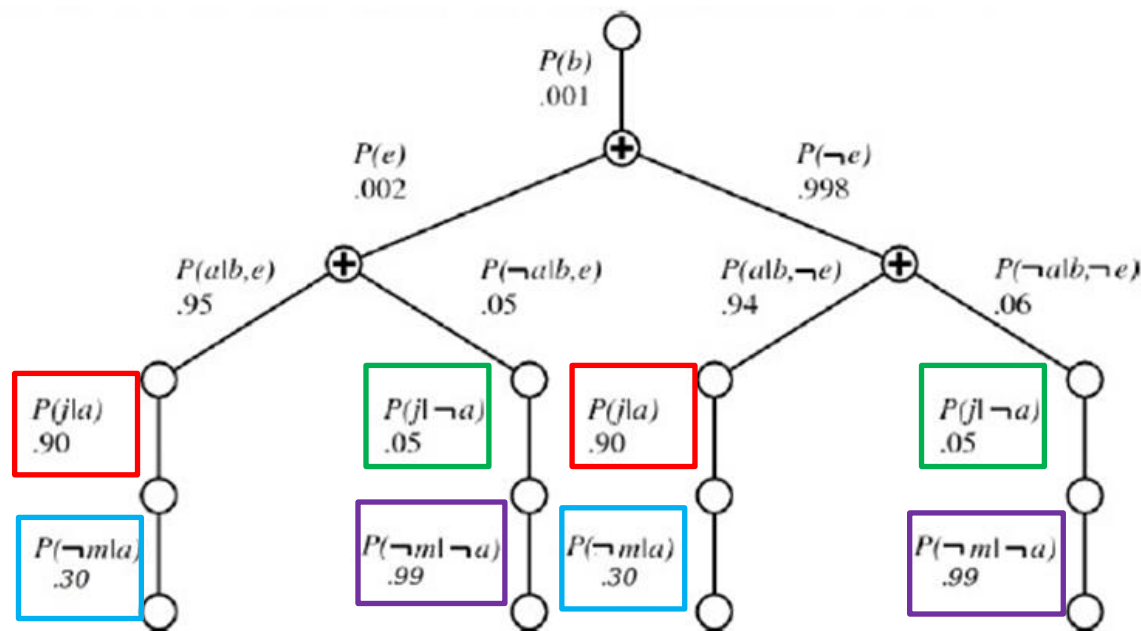 P(b)
.001
P(e)
.002
P(¬e)
.998
P(a|b,e)
.95
P(¬a|b,e)
.05
P(a|b,¬e)
.94
P(¬a|b,¬e)
.06
P(j|a)
.90
P(j|¬a)
.05
P(j|a)
.90
P(j|¬a)
.05
P(¬m|a)
.30
P(¬m|¬a)
.99
P(¬m|a)
.30
P(¬m|¬a)
.99